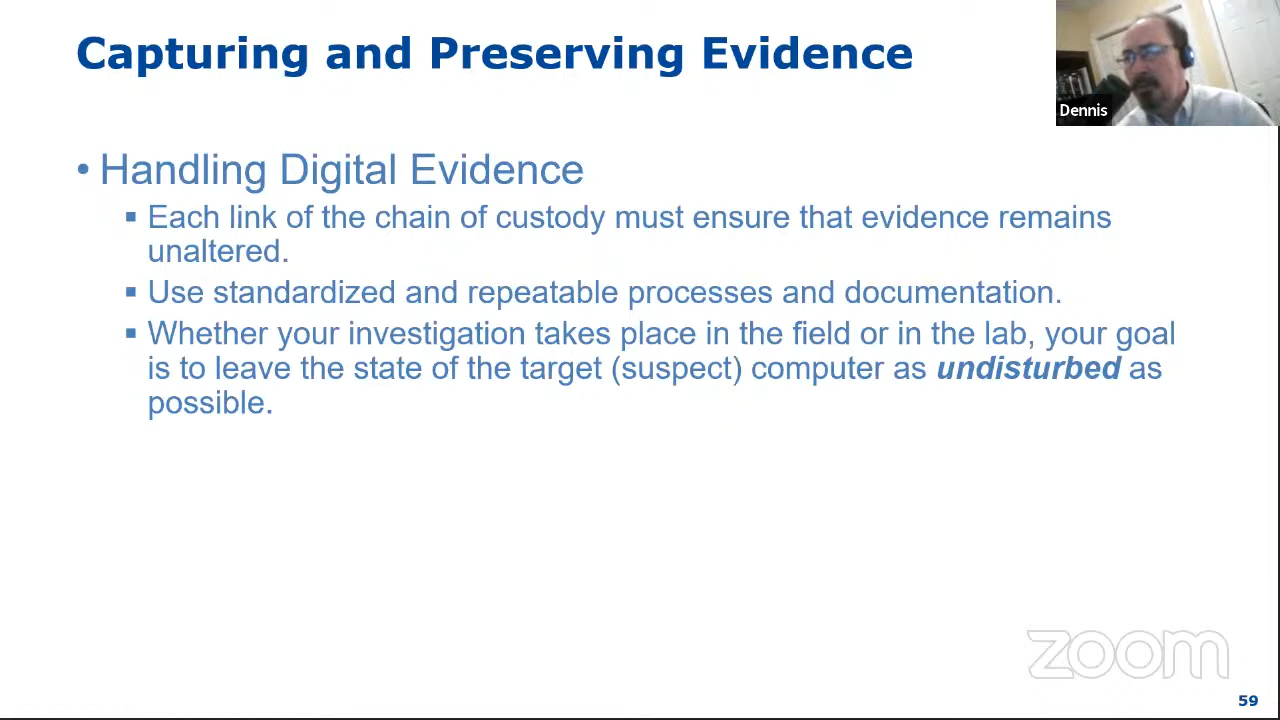 Capturing and Preserving Evidence
Dennis
• Handling Digital Evidence
▪ Each link of the chain of custody must ensure that evidence remains
unaltered.
▪ Use standardized and repeatable processes and documentation.
▪ Whether your investigation takes place in the field or in the lab, your goal
is to leave the state of the target (suspect) computer as undisturbed as
possible.
zoom
59